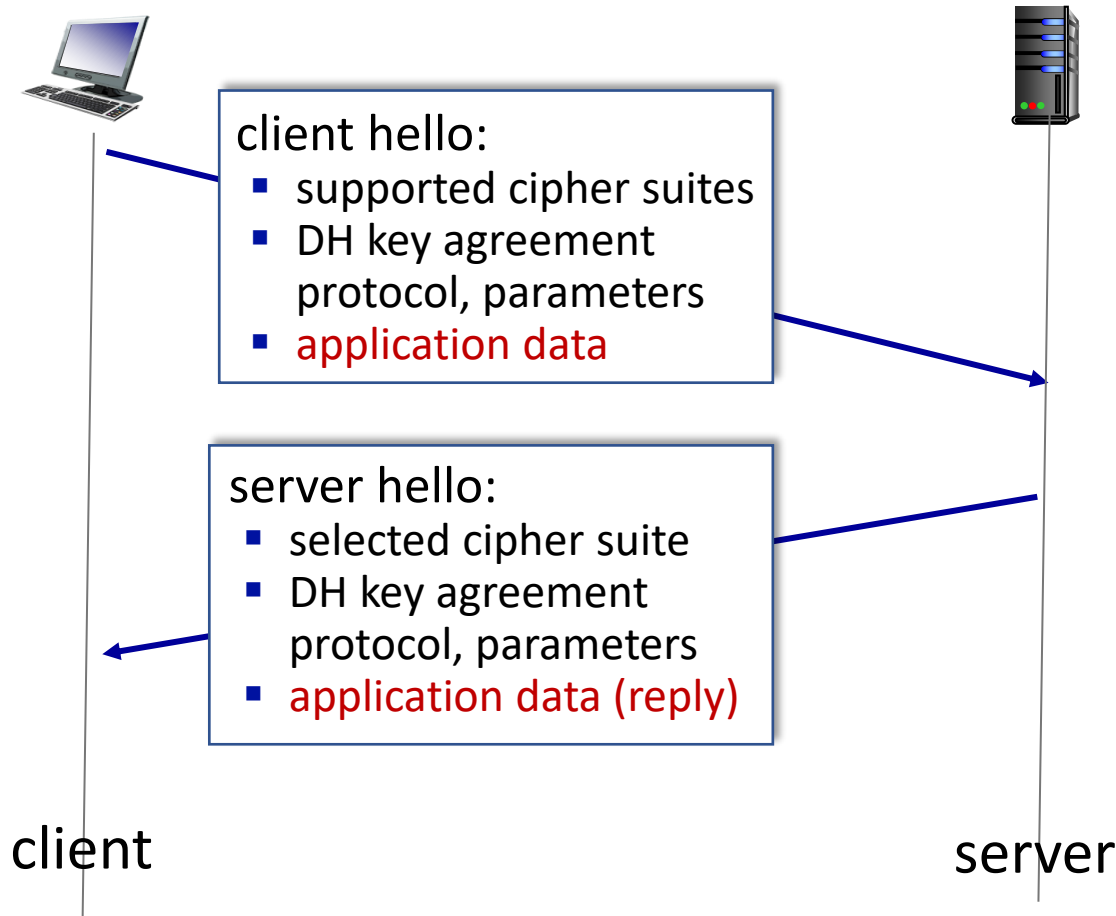 client hello:
▪ supported cipher suites
▪ DH key agreement
protocol, parameters
▪ application data
server hello:
▪ selected cipher suite
▪ DH key agreement
protocol, parameters
▪ application data (reply)
client
server